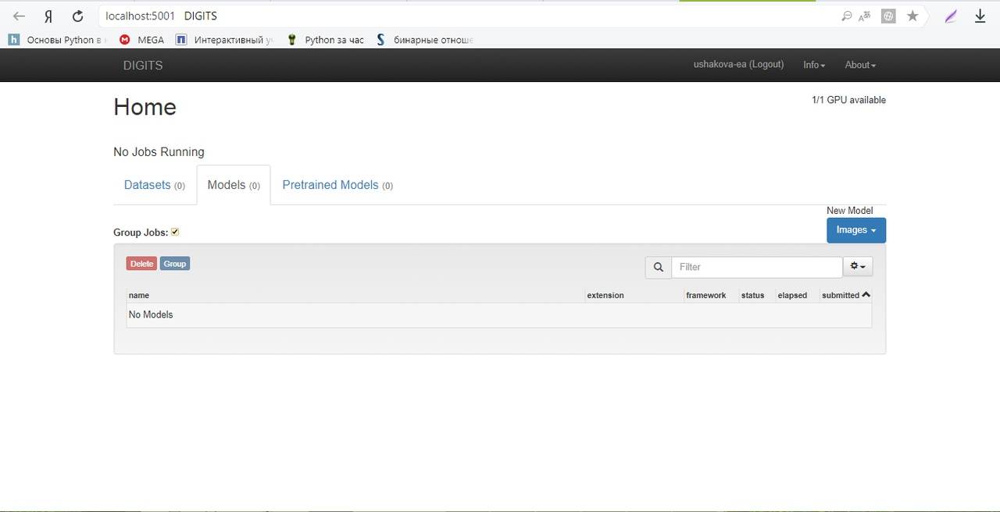 Я localhost:5001 DIGITS
Основы Python в MEGA Интерактивный Python за час бинарные отноше
DIGITS ushakova-ea (Logout) Info About
Home 1/1 GPU available
No Jobs Running
Datasets (0) Models (0) Pretrained Models (0)
New Model
Group Jobs: Images
Delete Group Filter
name extension framework status elapsed submitted
No Models